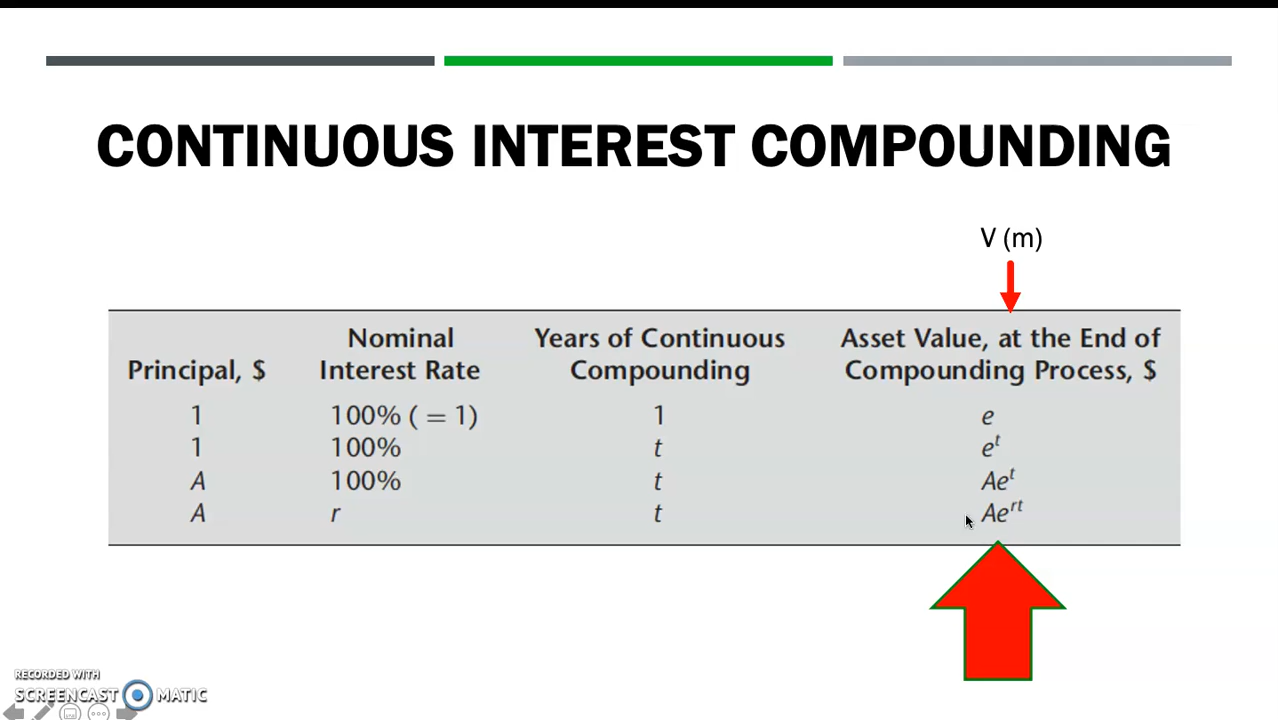 CONTINUOUS INTEREST COMPOUNDING
V (m)
Principal, $ Nominal Interest Rate Years of Continuous Compounding Asset Value, at the End of Compounding Process, $
1 100% ( = 1) 1 e
1 100% t e^t
A 100% t Ae^t
A r t Ae^rt
RECORDED WITH
SCREENCAST MATIC